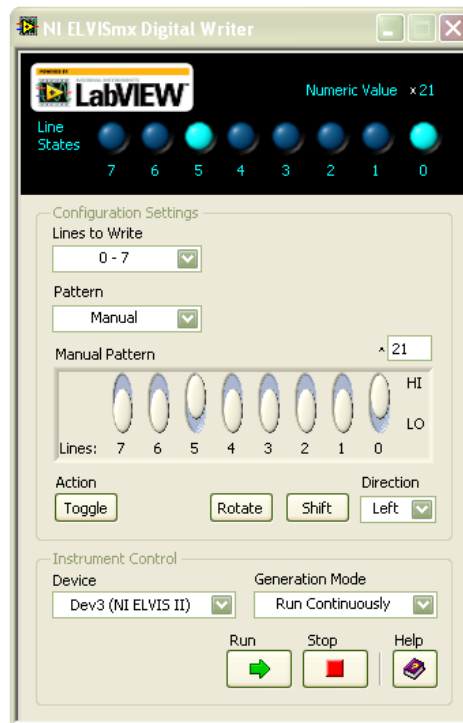 NI ELVISmx Digital Writer
POWERED BY
NATIONAL INSTRUMENTS
LabVIEW
Numeric Value × 21
Line
States
7 6 5 4 3 2 1 0
Configuration Settings
Lines to Write
0 - 7
Pattern
Manual
Manual Pattern
× 21
HI
LO
Lines: 7 6 5 4 3 2 1 0
Action
Direction
Toggle
Rotate
Shift
Left
Instrument Control
Device
Generation Mode
Dev3 (NI ELVIS II)
Run Continuously
Run
Stop
Help